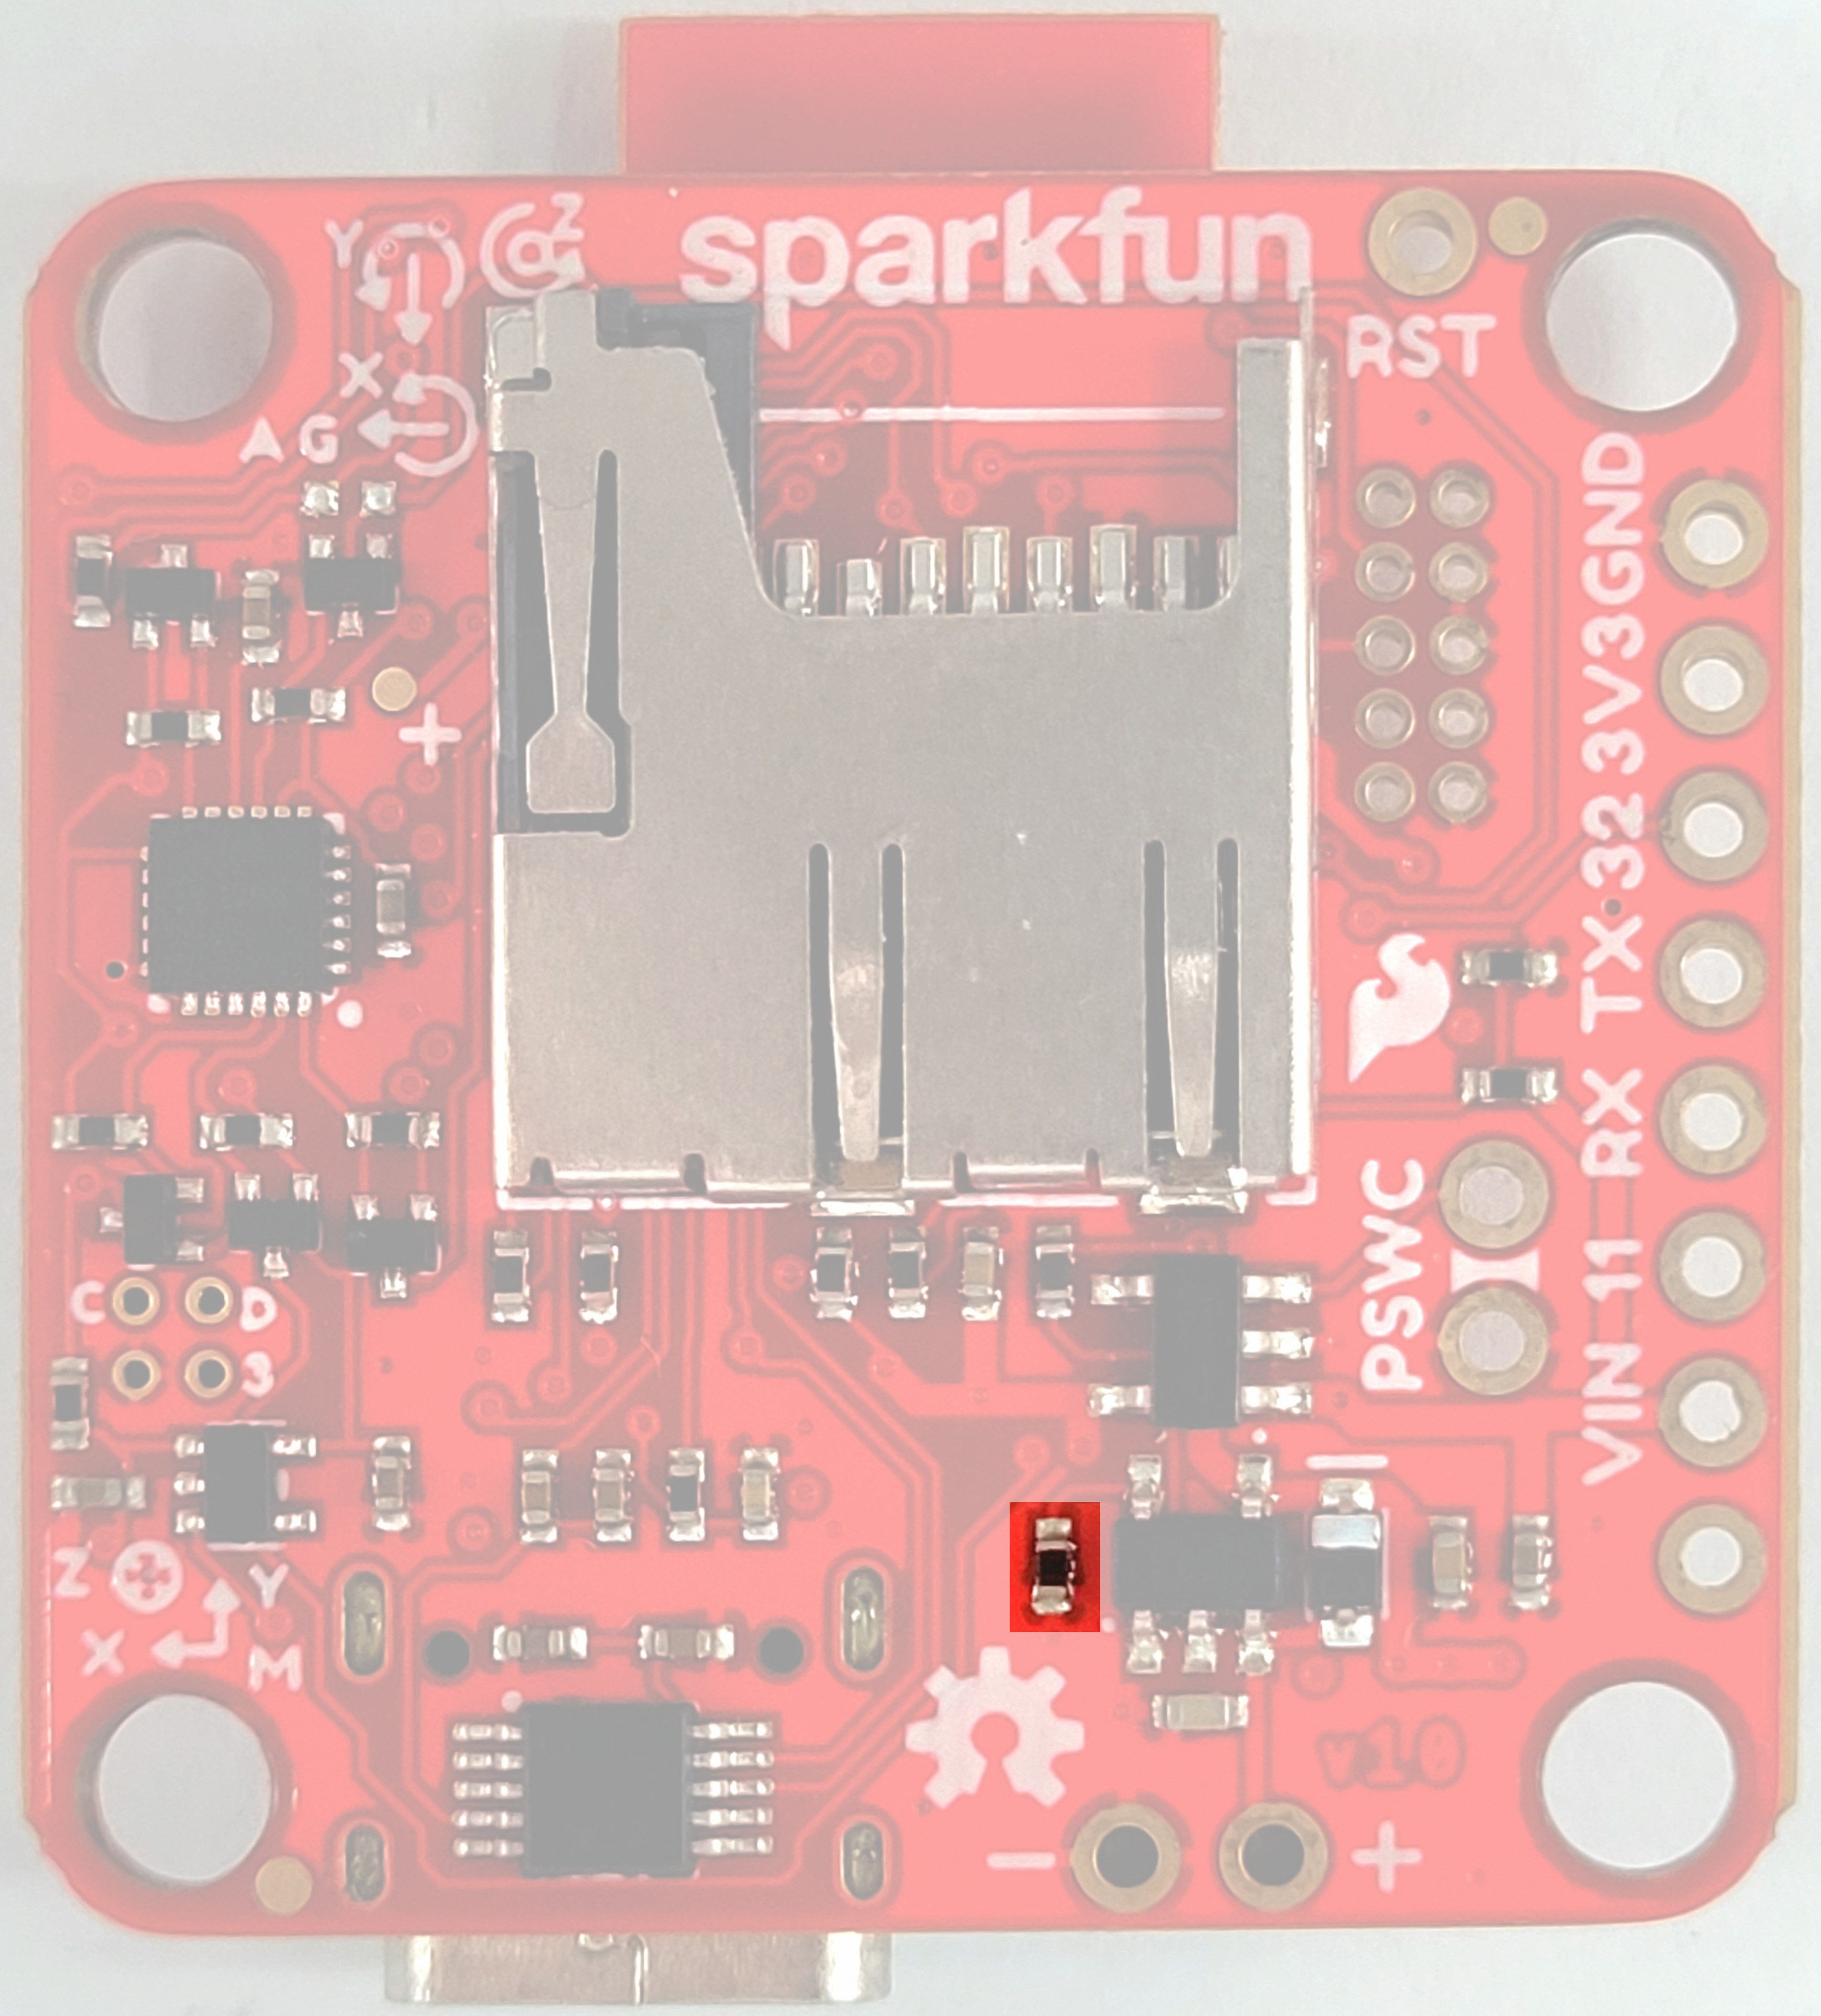 sparkfun
Y
Z
X
A G
RST
GND
3V3
32
TX
RX
11
VIN
PSWC
C
D
3
Z
Y
X
M
v10
+
-
+